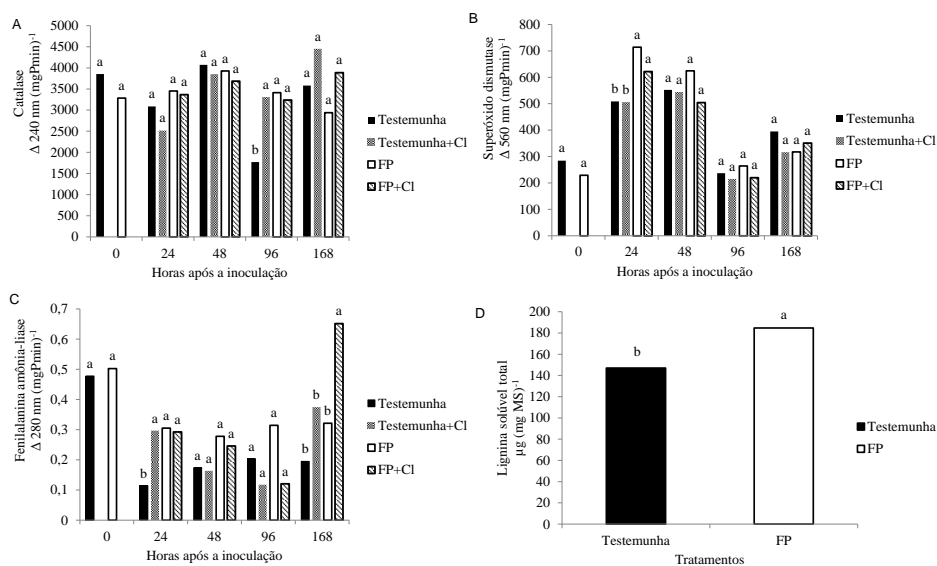 A
Catalase
Δ 240 nm (mgPmin)-1
5000
4500
4000
3500
3000
2500
2000
1500
1000
500
0
a a
a a a a
a a a a
b a a a
a a a a
0 24 48 96 168
Horas após a inoculação
Testemunha
Testemunha+Cl
FP
FP+Cl
B
Superóxido dismutase
Δ 560 nm (mgPmin)-1
800
700
600
500
400
300
200
100
0
a a
b b a a
a a a a
a a a a
a a a a
0 24 48 96 168
Horas após a inoculação
Testemunha
Testemunha+Cl
FP
FP+Cl
C
Fenilalanina amônia-liase
Δ 280 nm (mgPmin)-1
0,7
0,6
0,5
0,4
0,3
0,2
0,1
0
a a
b a a a
a a a a
a a a a
b b b a
0 24 48 96 168
Horas após a inoculação
Testemunha
Testemunha+Cl
FP
FP+Cl
D
Lignina solúvel total
µg (mg MS)-1
200
180
160
140
120
100
80
60
40
20
0
b a
Testemunha FP
Tratamentos
Testemunha
FP